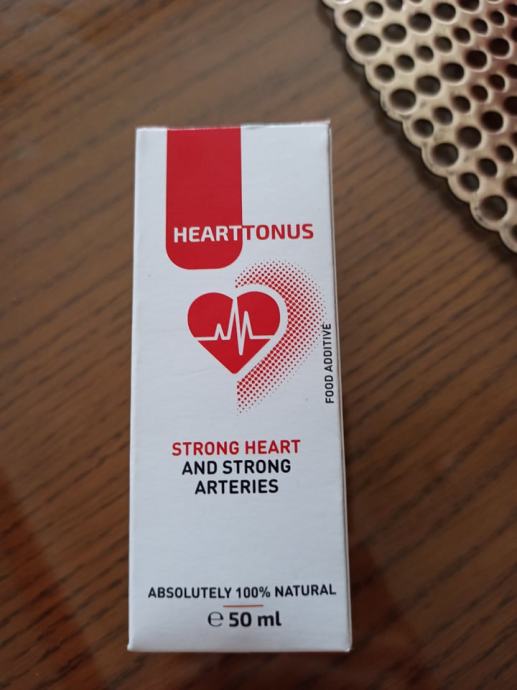 HEARTTONUS
FOOD ADDITIVE
STRONG HEART
AND STRONG
ARTERIES
ABSOLUTELY 100% NATURAL
℮ 50 ml